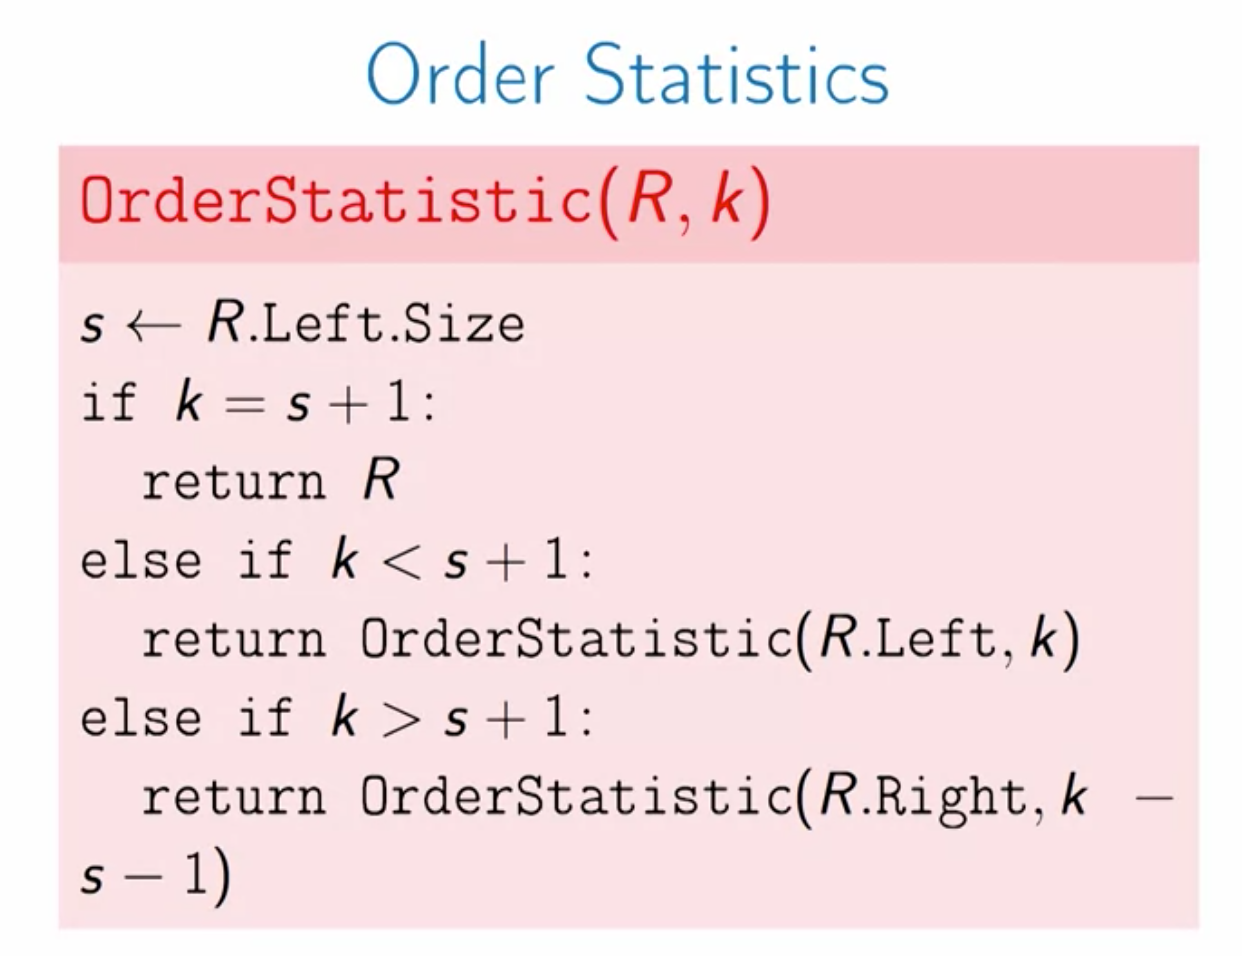 Order Statistics
OrderStatistic(R, k)
s ← R.Left.Size
if k = s + 1:
return R
else if k < s + 1:
return OrderStatistic(R.Left, k)
else if k > s + 1:
return OrderStatistic(R.Right, k −
s − 1)